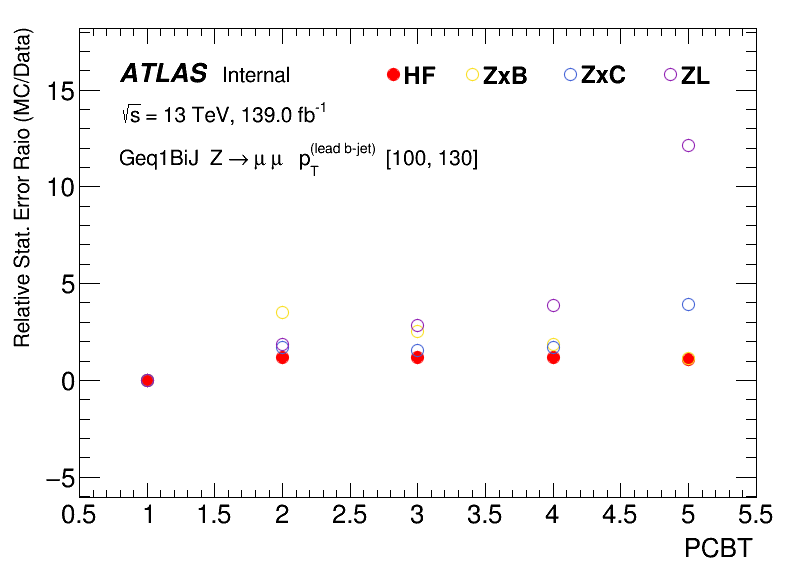 Relative Stat. Error Raio (MC/Data)
ATLAS Internal
HF ZxB ZxC ZL
√s = 13 TeV, 139.0 fb⁻¹
Geq1BiJ Z → μ μ p_T^(lead b-jet) [100, 130]
15
10
5
0
−5
0.5 1 1.5 2 2.5 3 3.5 4 4.5 5 5.5
PCBT